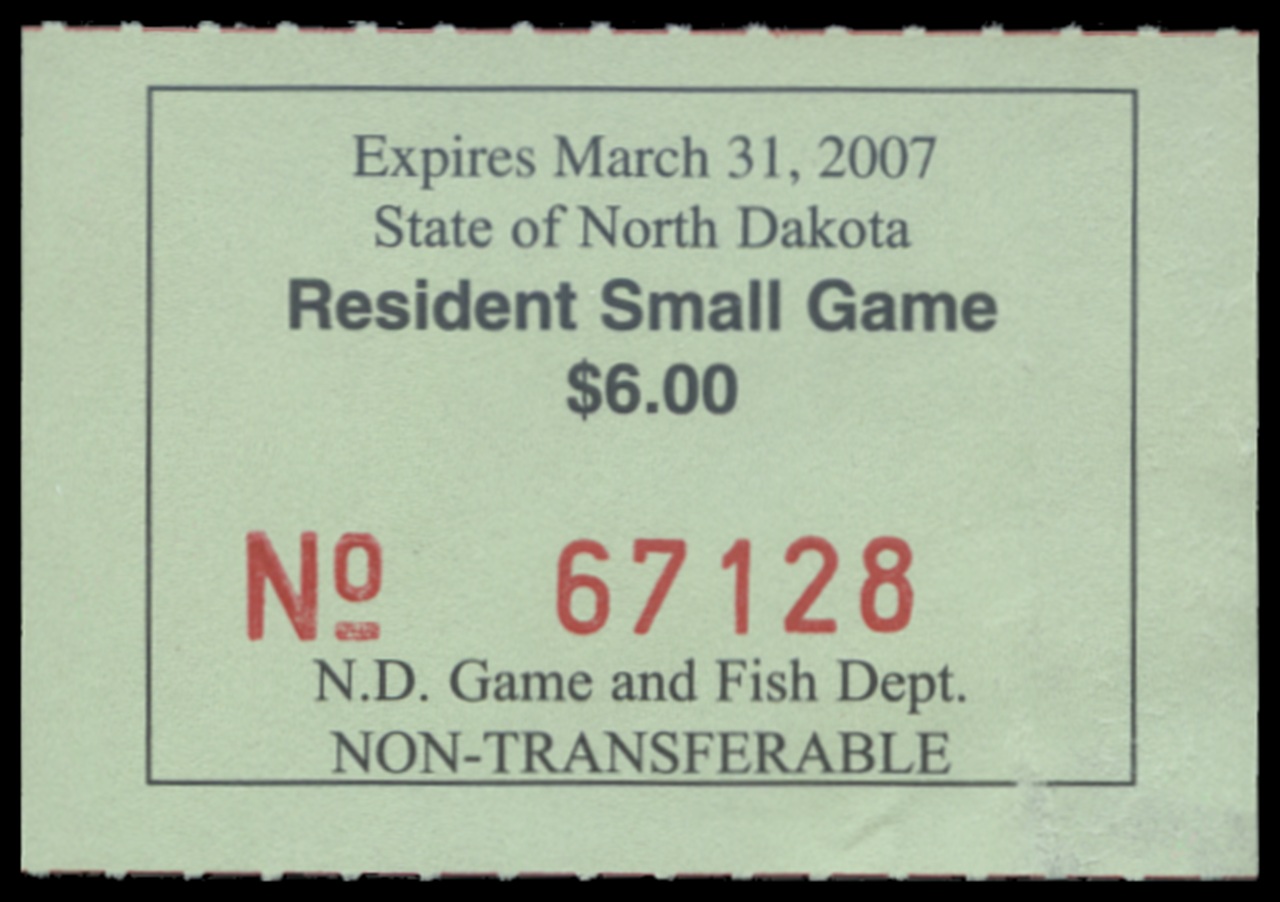 Expires March 31, 2007
State of North Dakota
Resident Small Game
$6.00
Nº 67128
N.D. Game and Fish Dept.
NON-TRANSFERABLE